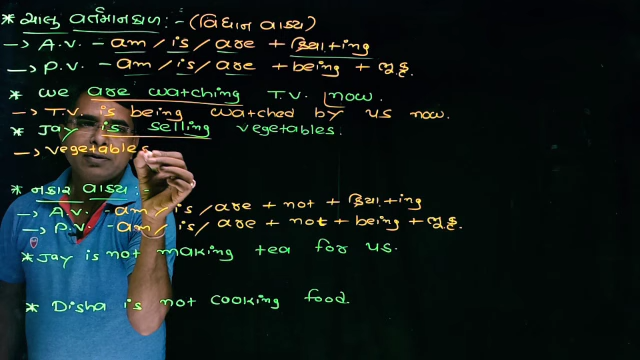 * ચાલુ વર્તમાનકાળ :- (વિધાન વાક્ય)
→ A.V. - am / is / are + ક્રિયા + ing
→ P.V. - am / is / are + being + ભૂ.કૃ.
* We are watching T.V. now.
→ T.V. is being watched by us now.
* Jay is selling vegetables.
→ Vegetables
* નકાર વાક્ય :-
→ A.V. - am / is / are + not + ક્રિયા + ing
→ P.V. - am / is / are + not + being + ભૂ.કૃ.
* Jay is not making tea for us.
* Disha is not cooking food.